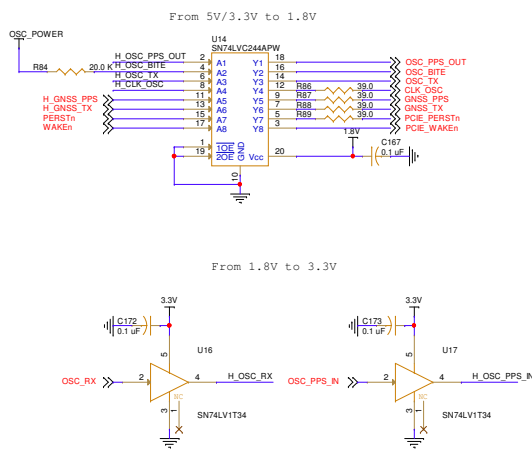 From 5V/3.3V to 1.8V
OSC_POWER
U14
SN74LVC244APW
R84 20.0 K
H_OSC_PPS_OUT 2 A1 Y1 18 OSC_PPS_OUT
H_OSC_BITE 4 A2 Y2 16 OSC_BITE
H_OSC_TX 6 A3 Y3 14 OSC_TX
H_CLK_OSC 8 A4 Y4 12 R86 39.0 CLK_OSC
H_GNSS_PPS 11 A5 Y5 9 R87 39.0 GNSS_PPS
H_GNSS_TX 13 A6 Y6 7 R88 39.0 GNSS_TX
PERSTn 15 A7 Y7 5 R89 39.0 PCIE_PERSTn
WAKEn 17 A8 Y8 3 PCIE_WAKEn
1.8V
1 1OE
19 2OE GND Vcc 20
C167
0.1 uF
10
From 1.8V to 3.3V
3.3V 3.3V
C172 C173
0.1 uF 0.1 uF
5 U16 5 U17
OSC_RX 2 4 H_OSC_RX OSC_PPS_IN 2 4 H_OSC_PPS_IN
NC NC
3 1 SN74LV1T34 3 1 SN74LV1T34